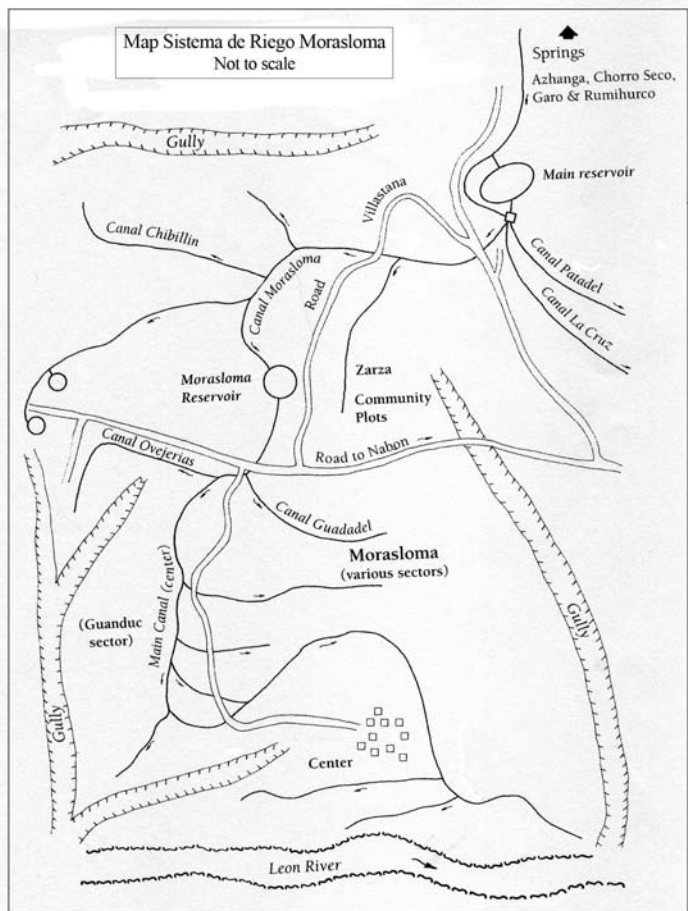 Map Sistema de Riego Morasloma
Not to scale
Springs
Azhanga, Chorro Seco,
Garo & Rumihurco
Gully
Main reservoir
Villastana
Canal Chibillin
Canal Morasloma
Road
Canal Patadel
Canal La Cruz
Morasloma
Reservoir
Zarza
Community
Plots
Canal Ovejerias
Road to Nabon
Canal Guadadel
Morasloma
(various sectors)
Main Canal (center)
(Guanduc
sector)
Gully
Gully
Center
Leon River